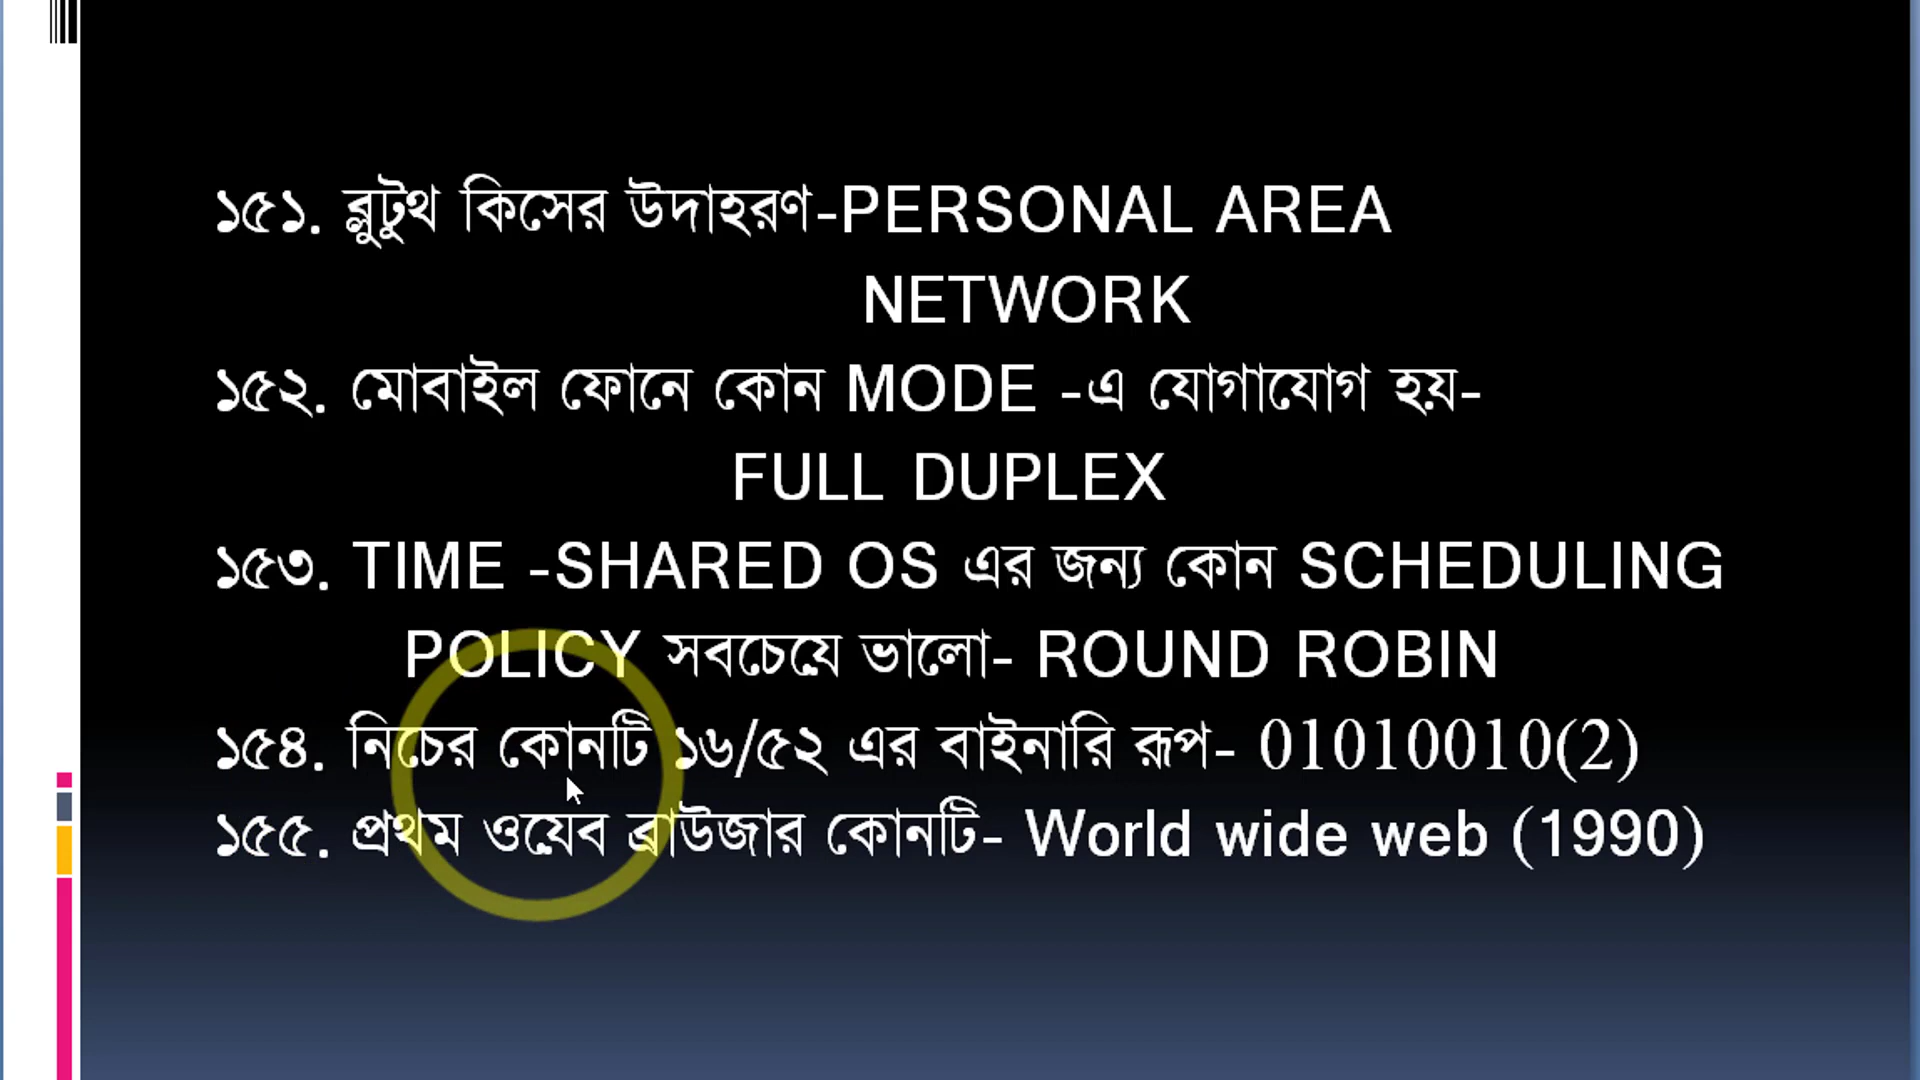 ১৫১. ব্লুটুথ কিসের উদাহরণ-PERSONAL AREA
NETWORK
১৫২. মোবাইল ফোনে কোন MODE -এ যোগাযোগ হয়-
FULL DUPLEX
১৫৩. TIME -SHARED OS এর জন্য কোন SCHEDULING
POLICY সবচেযে ভালো- ROUND ROBIN
১৫৪. নিচের কোনটি ১৬/৫২ এর বাইনারি রূপ- 01010010(2)
১৫৫. প্রথম ওযেব ব্রাউজার কোনটি- World wide web (1990)